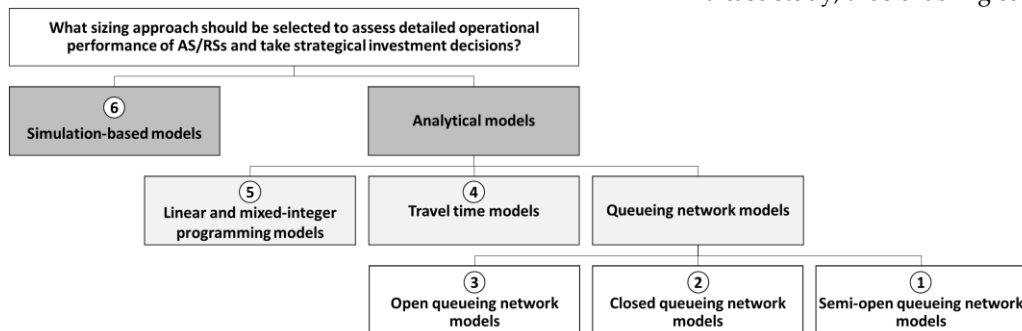 What sizing approach should be selected to assess detailed operational
performance of AS/RSs and take strategical investment decisions?
6
Simulation-based models
Analytical models
5
Linear and mixed-integer
programming models
4
Travel time models
Queueing network models
3
Open queueing network
models
2
Closed queueing network
models
1
Semi-open queueing network
models